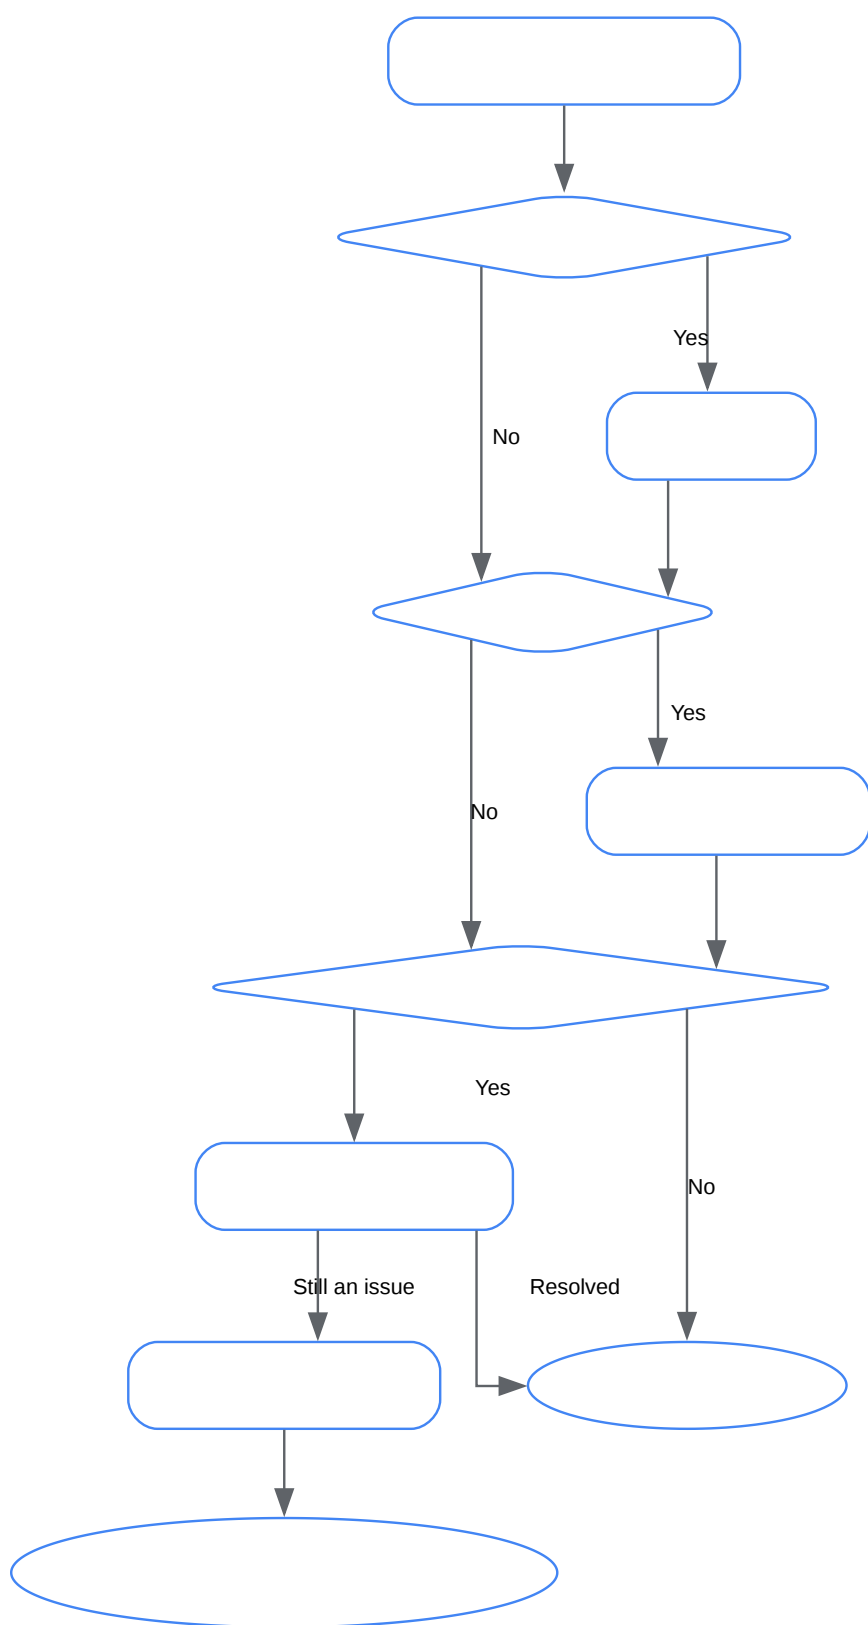 Yes
No
Yes
No
Yes
No
Still an issue
Resolved